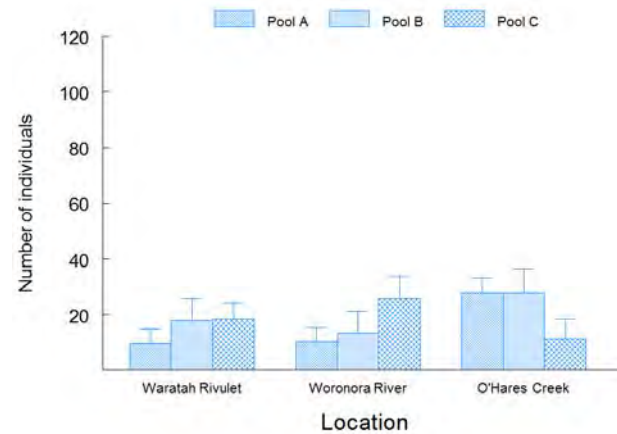 Pool A Pool B Pool C
120
100
80
60
40
20
Number of individuals
Waratah Rivulet Woronora River O'Hares Creek
Location